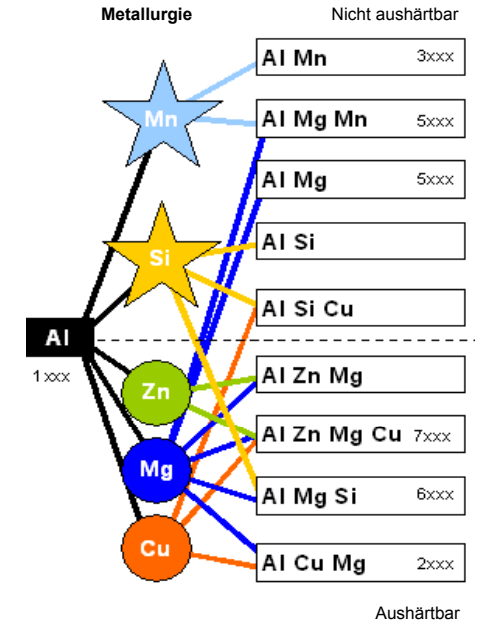 Metallurgie
Nicht aushärtbar
Al Mn 3xxx
Mn
Al Mg Mn 5xxx
Al Mg 5xxx
Al Si
Si
Al Si Cu
Al
1xxx
Al Zn Mg
Zn
Al Zn Mg Cu 7xxx
Mg
Al Mg Si 6xxx
Cu
Al Cu Mg 2xxx
Aushärtbar